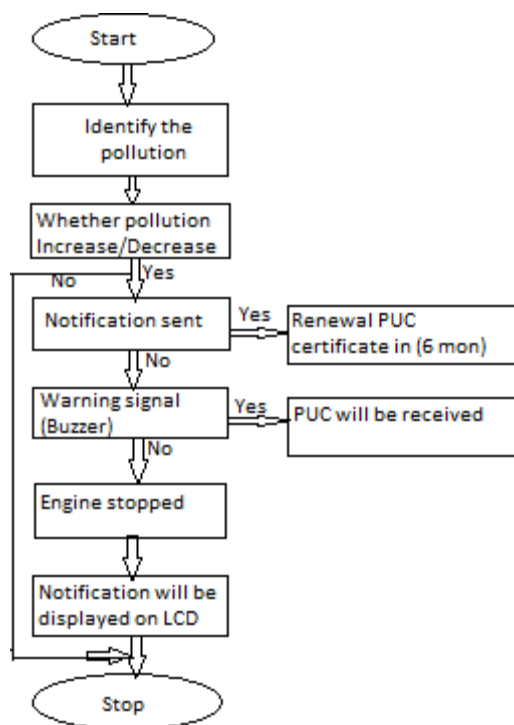 Start
Identify the
pollution
Whether pollution
Increase/Decrease
No
Yes
Notification sent
Yes
Renewal PUC
certificate in (6 mon)
No
Warning signal
(Buzzer)
Yes
PUC will be received
No
Engine stopped
Notification will be
displayed on LCD
Stop